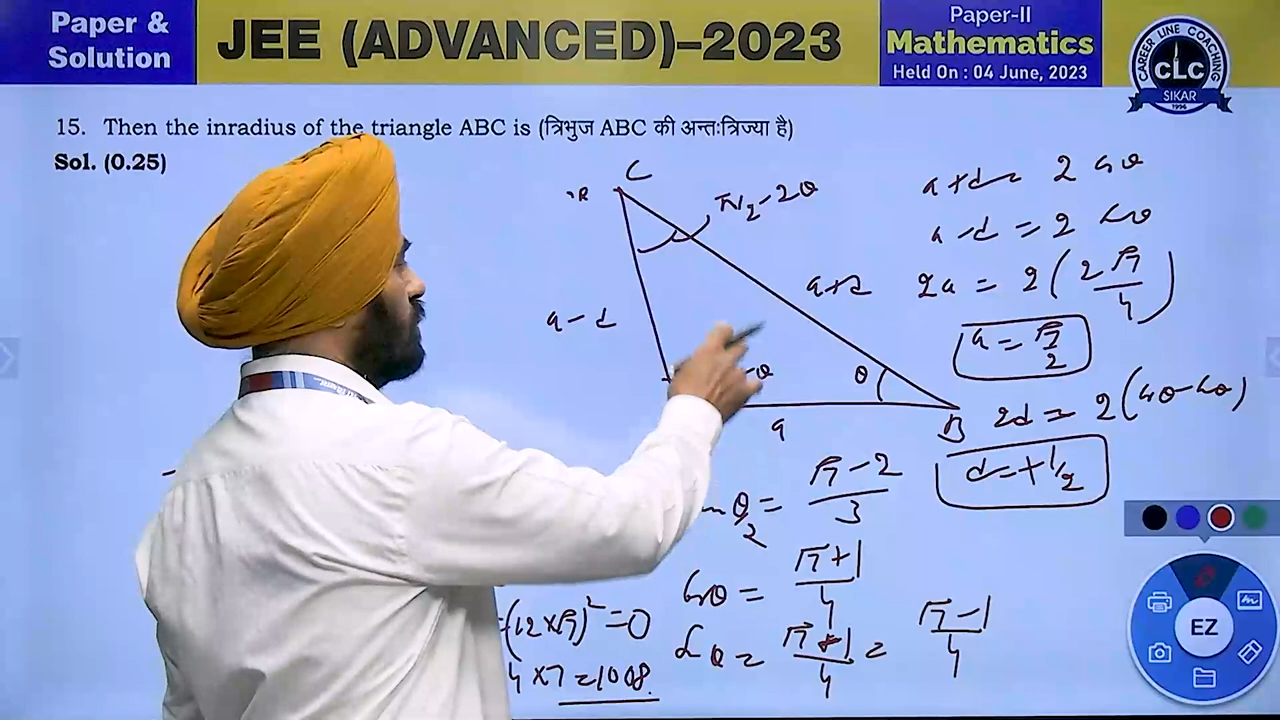 Paper &
Solution
JEE (ADVANCED)–2023
Paper-II
Mathematics
Held On : 04 June, 2023
CAREER LINE COACHING
CLC
SIKAR
1996
15. Then the inradius of the triangle ABC is (त्रिभुज ABC की अन्तःत्रिज्या है)
Sol. (0.25)
C
π/2 - 2θ
a - d
a + d
θ
a
B
a + d = 2 cos θ
a - d = 2 sin θ
2a = 2 (2√7/4)
a = √7/2
2d = 2 (cos θ - sin θ)
d = + 1/2
θ/2 = √7 - 2 / 3
cos θ = √7 + 1 / 4
sin θ = = √7 - 1 / 4
(12 × √7)² = 0
4 × 7 = 1008.
EZ